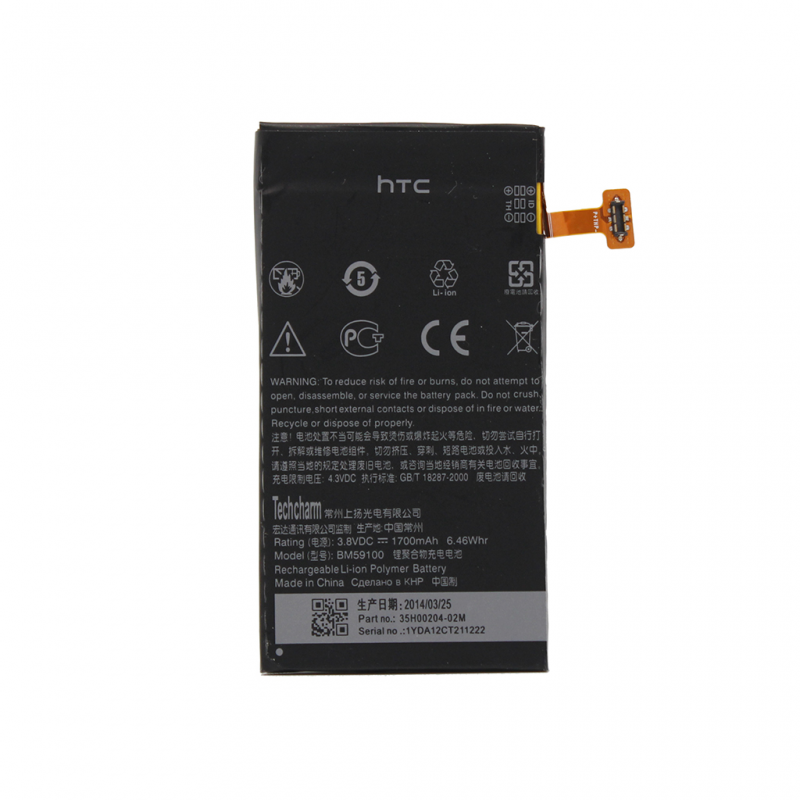 hTC
TH ID
5
Li-ion
CE
WARNING: To reduce risk of fire or burns, do not attempt to
open, disassemble, or service the battery pack. Do not crush,
puncture,short external contacts or dispose of in fire or water.
Recycle or dispose of properly.
注意! 电池处置不当可能会导致烫伤或爆炸起火等危险, 切勿尝试自行打
开、拆解或维修电池组件。切勿挤压、穿刺、短路电池或投入水、火中,
请遵照当地的规定处理废旧电池, 或咨询当地经销商有关电池回收事宜。
充电限制电压: 4.3VDC 执行标准: GB/T 18287-2000 废电池请回收
Techcharm 常州上扬光电有限公司
宏达通讯有限公司监制 生产地: 中国常州
Rating (电源): 3.8VDC ⎓ 1700mAh 6.46Whr
Model (型号): BM59100 锂聚合物充电电池
Rechargeable Li-ion Polymer Battery
Made in China Сделано в КНР 中国制
生产日期: 2014/03/25
Part no.: 35H00204-02M
Serial no.: 1YDA12CT211222